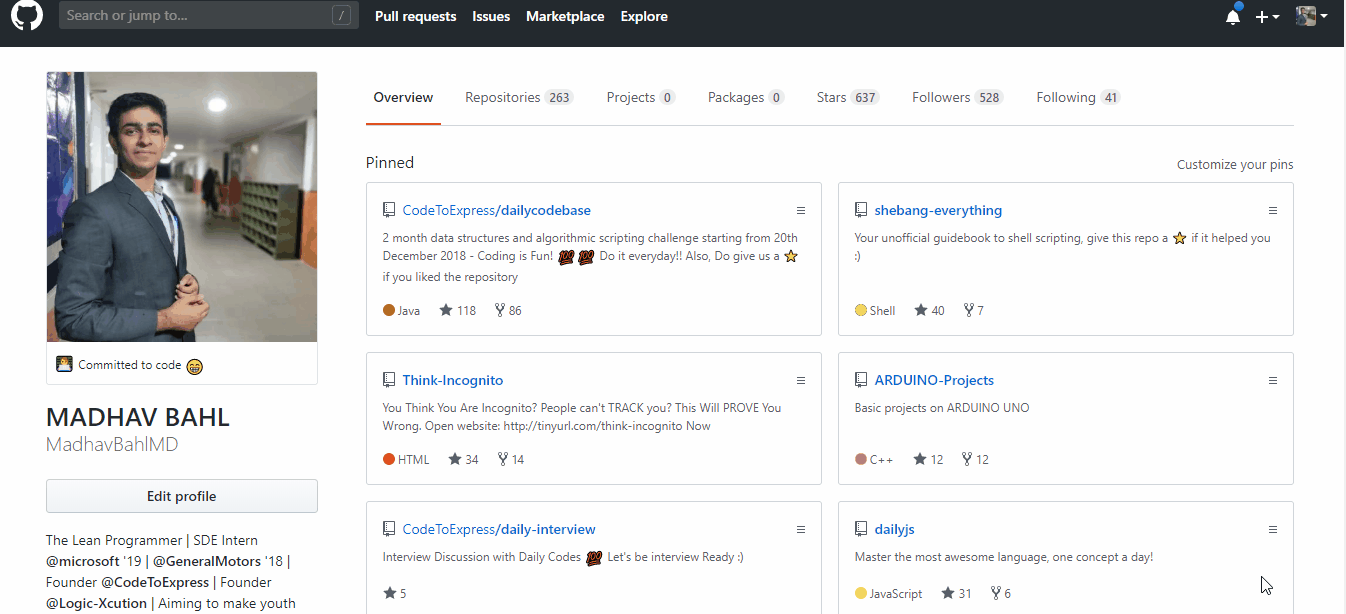 Search or jump to... /
Pull requests Issues Marketplace Explore
Overview Repositories 263 Projects 0 Packages 0 Stars 637 Followers 528 Following 41
Pinned
Customize your pins
CodeToExpress/dailycodebase
2 month data structures and algorithmic scripting challenge starting from 20th
December 2018 - Coding is Fun! 💯 💯 Do it everyday!! Also, Do give us a ⭐
if you liked the repository
Java 118 86
shebang-everything
Your unofficial guidebook to shell scripting, give this repo a ⭐ if it helped you
:)
Shell 40 7
Think-Incognito
You Think You Are Incognito? People can't TRACK you? This Will PROVE You
Wrong. Open website: http://tinyurl.com/think-incognito Now
HTML 34 14
ARDUINO-Projects
Basic projects on ARDUINO UNO
C++ 12 12
CodeToExpress/daily-interview
Interview Discussion with Daily Codes 💯 Let's be interview Ready :)
5
dailyjs
Master the most awesome language, one concept a day!
JavaScript 31 6
Committed to code 😁
MADHAV BAHL
MadhavBahlMD
Edit profile
The Lean Programmer | SDE Intern
@microsoft '19 | @GeneralMotors '18 |
Founder @CodeToExpress | Founder
@Logic-Xcution | Aiming to make youth